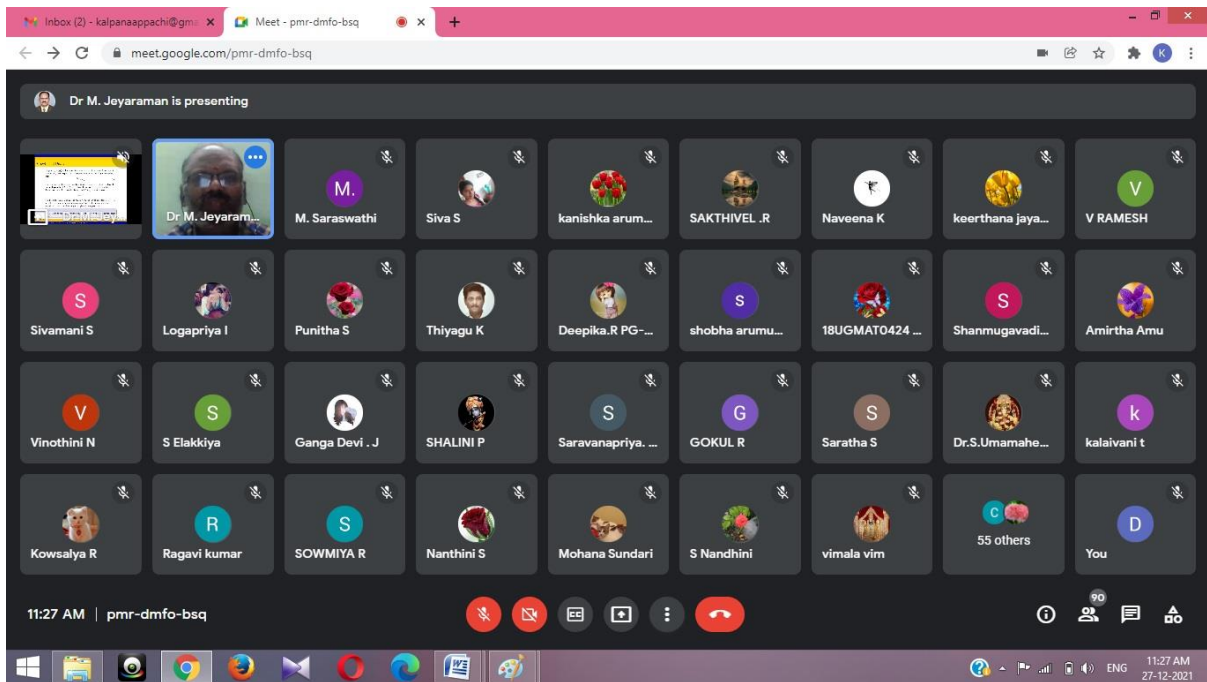 Inbox (2) - kalpanaappachi@gma
Meet - pmr-dmfo-bsq
meet.google.com/pmr-dmfo-bsq
K
Dr M. Jeyaraman is presenting
Dr M. Jeyaram...
M.
M. Saraswathi
Siva S
kanishka arum...
SAKTHIVEL .R
Naveena K
keerthana jaya...
V
V RAMESH
S
Sivamani S
Logapriya I
Punitha S
Thiyagu K
Deepika.R PG-...
s
shobha arumu...
18UGMAT0424 ...
S
Shanmugavadi...
Amirtha Amu
V
Vinothini N
S
S Elakkiya
Ganga Devi . J
SHALINI P
S
Saravanapriya. ...
G
GOKUL R
S
Saratha S
Dr.S.Umamahe...
k
kalaivani t
Kowsalya R
R
Ragavi kumar
S
SOWMIYA R
Nanthini S
Mohana Sundari
S Nandhini
vimala vim
C
55 others
D
You
11:27 AM | pmr-dmfo-bsq
90
ENG
11:27 AM
27-12-2021